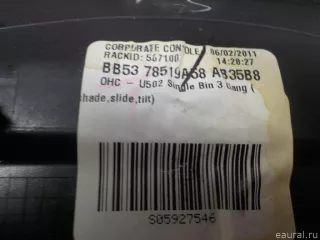 CORPORATE CONSOLE 06/02/2011
RACKID: 567100 14:28:27
BB53 78519A58 AB35B8
OHC - U502 Single Bin 3 Gang (
shade,slide,tilt)
S05927546
eaural.ru